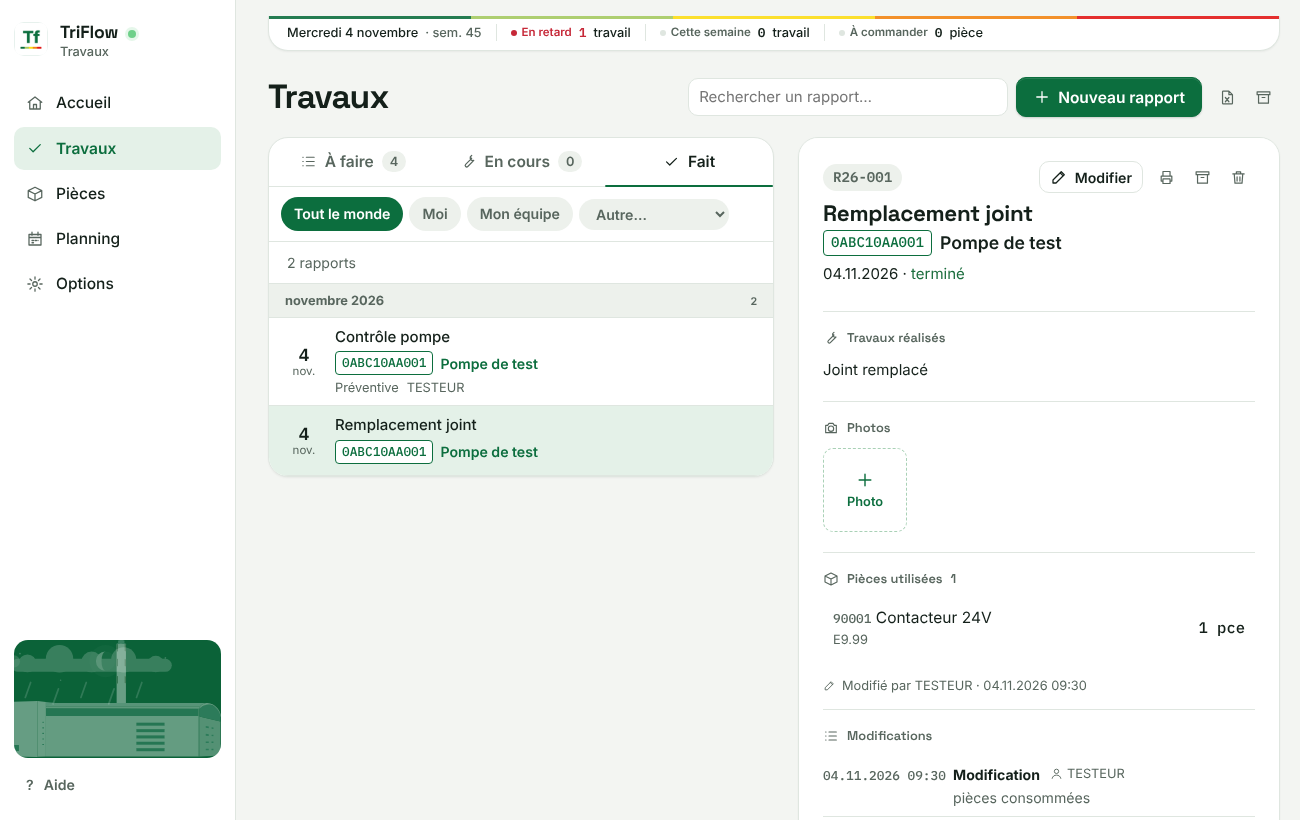 Tf TriFlow
Travaux
Accueil
Travaux
Pièces
Planning
Options
? Aide
Mercredi 4 novembre · sem. 45 En retard 1 travail Cette semaine 0 travail À commander 0 pièce
Travaux
Rechercher un rapport...
+ Nouveau rapport
À faire 4 En cours 0 Fait
Tout le monde Moi Mon équipe Autre...
2 rapports
novembre 2026 2
4 nov.
Contrôle pompe
0ABC10AA001 Pompe de test
Préventive TESTEUR
4 nov.
Remplacement joint
0ABC10AA001 Pompe de test
R26-001 Modifier
Remplacement joint
0ABC10AA001 Pompe de test
04.11.2026 · terminé
Travaux réalisés
Joint remplacé
Photos
+
Photo
Pièces utilisées 1
90001 Contacteur 24V
E9.99
1 pce
Modifié par TESTEUR · 04.11.2026 09:30
Modifications
04.11.2026 09:30 Modification TESTEUR
pièces consommées